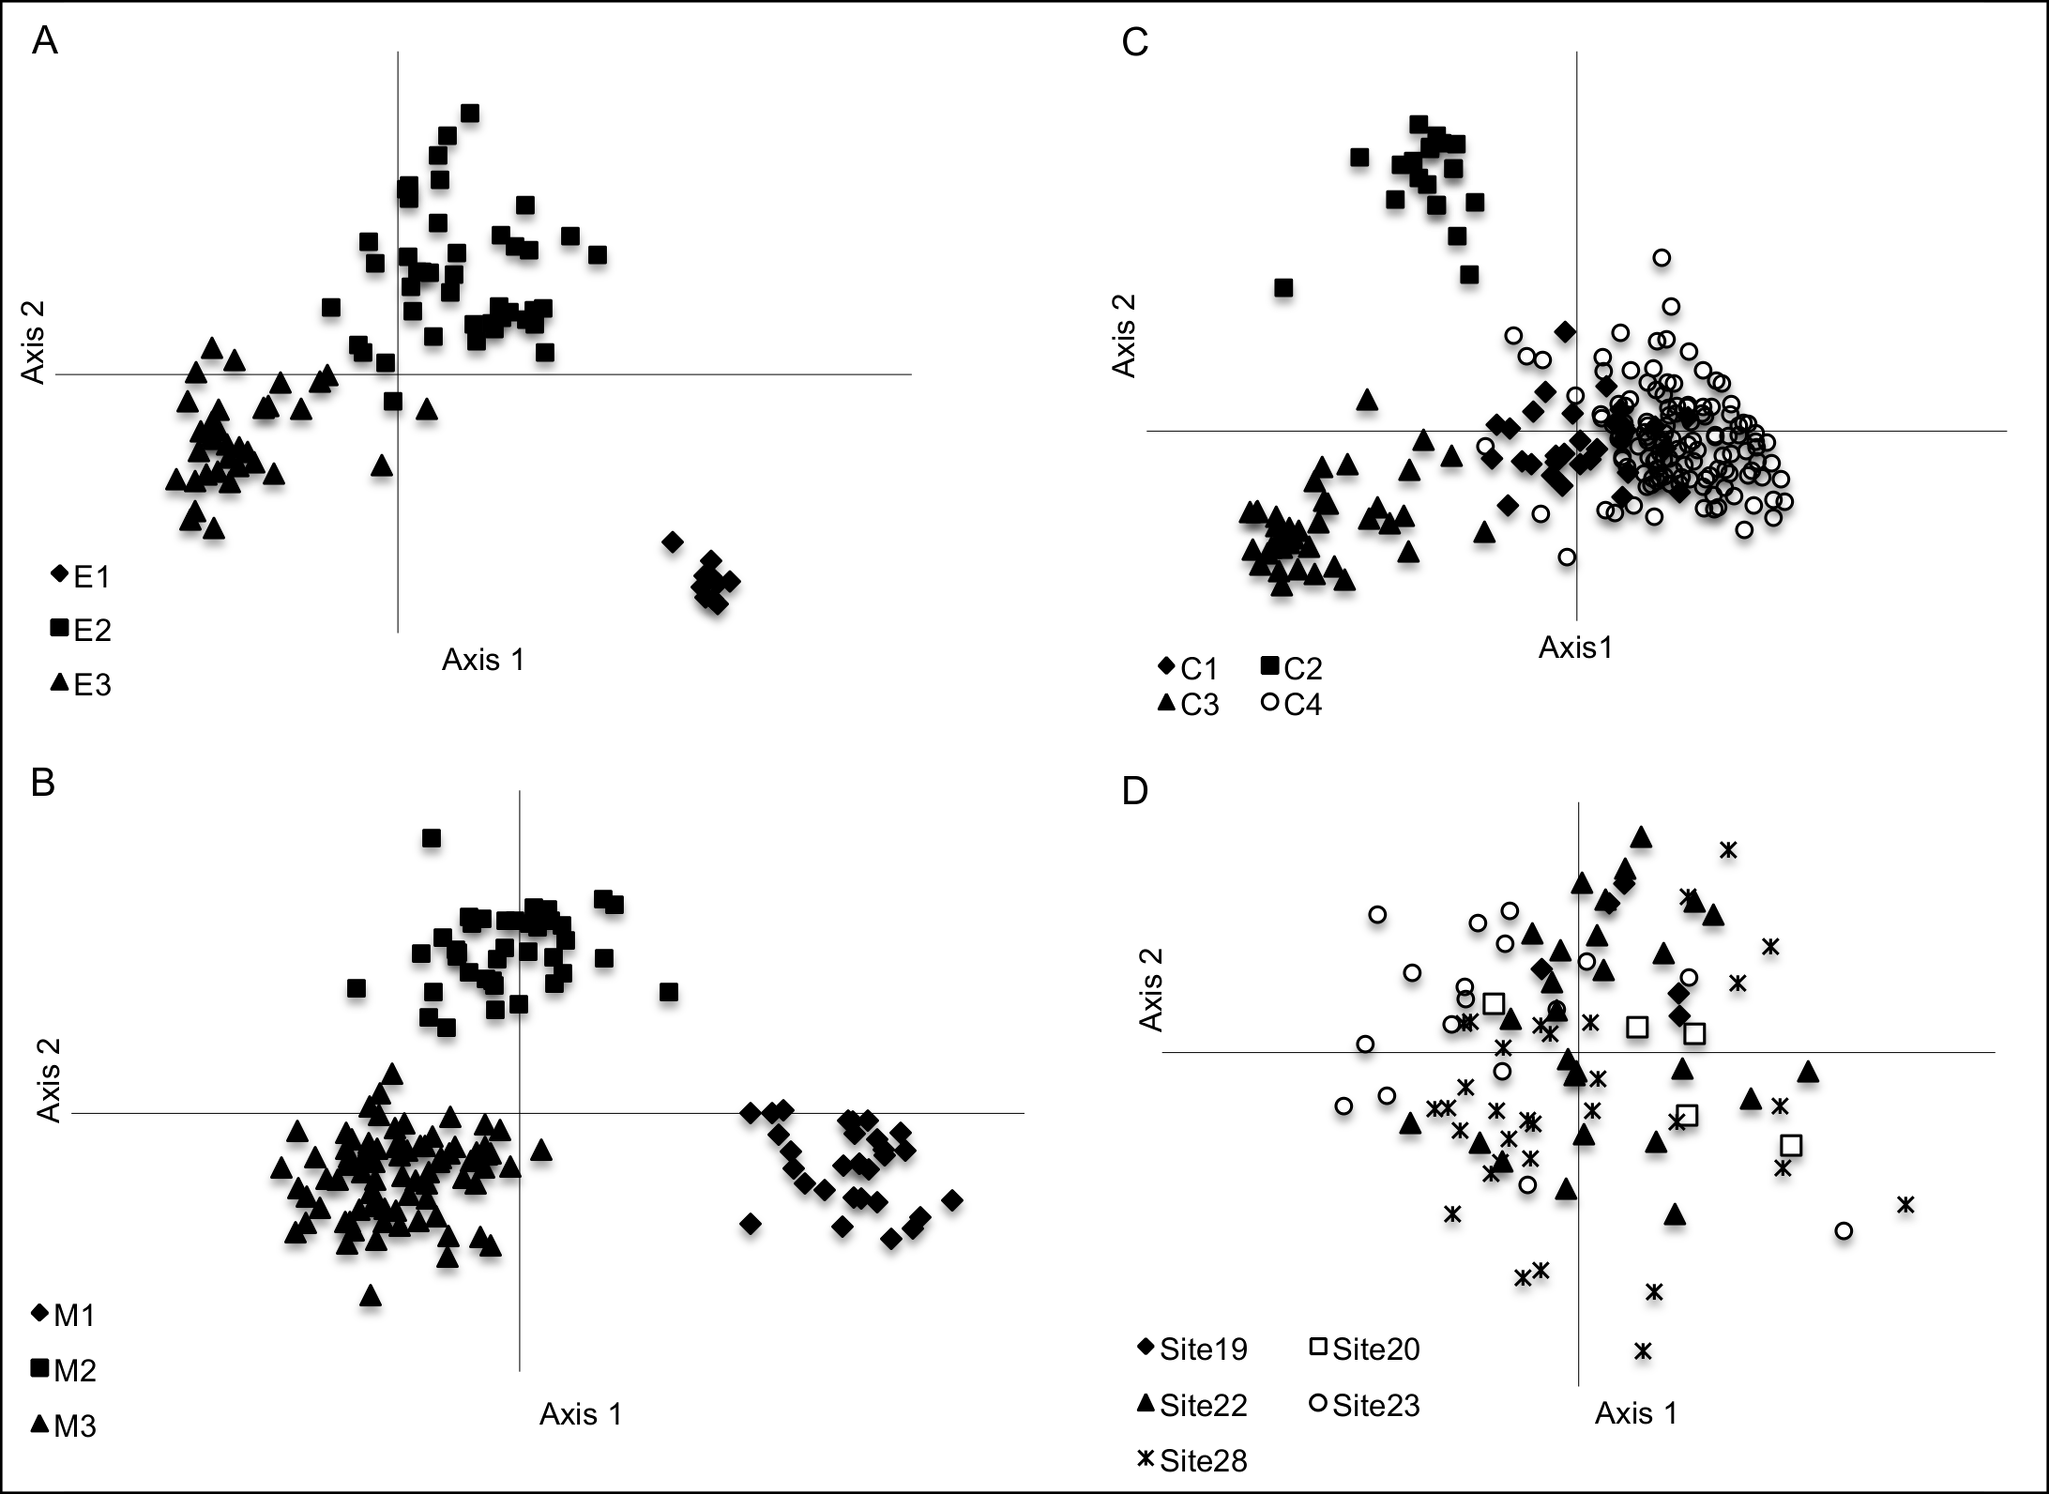 A
Axis 2
Axis 1
E1
E2
E3
C
Axis 2
Axis1
C1 C2
C3 C4
B
Axis 2
Axis 1
M1
M2
M3
D
Axis 2
Axis 1
Site19 Site20
Site22 Site23
Site28